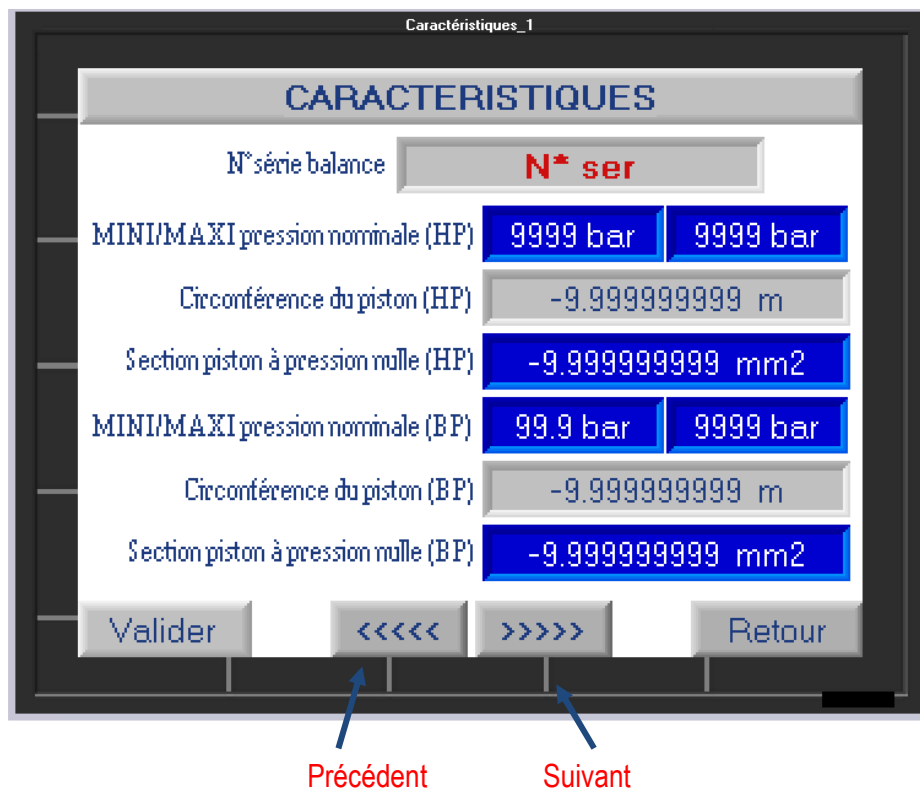 Caractéristiques_1
CARACTERISTIQUES
N°série balance N* ser
MINI/MAXI pression nominale (HP) 9999 bar 9999 bar
Circonférence du piston (HP) -9.999999999 m
Section piston à pression nulle (HP) -9.999999999 mm2
MINI/MAXI pression nominale (BP) 99.9 bar 9999 bar
Circonférence du piston (BP) -9.999999999 m
Section piston à pression nulle (BP) -9.999999999 mm2
Valider <<<<< >>>>> Retour
Précédent Suivant